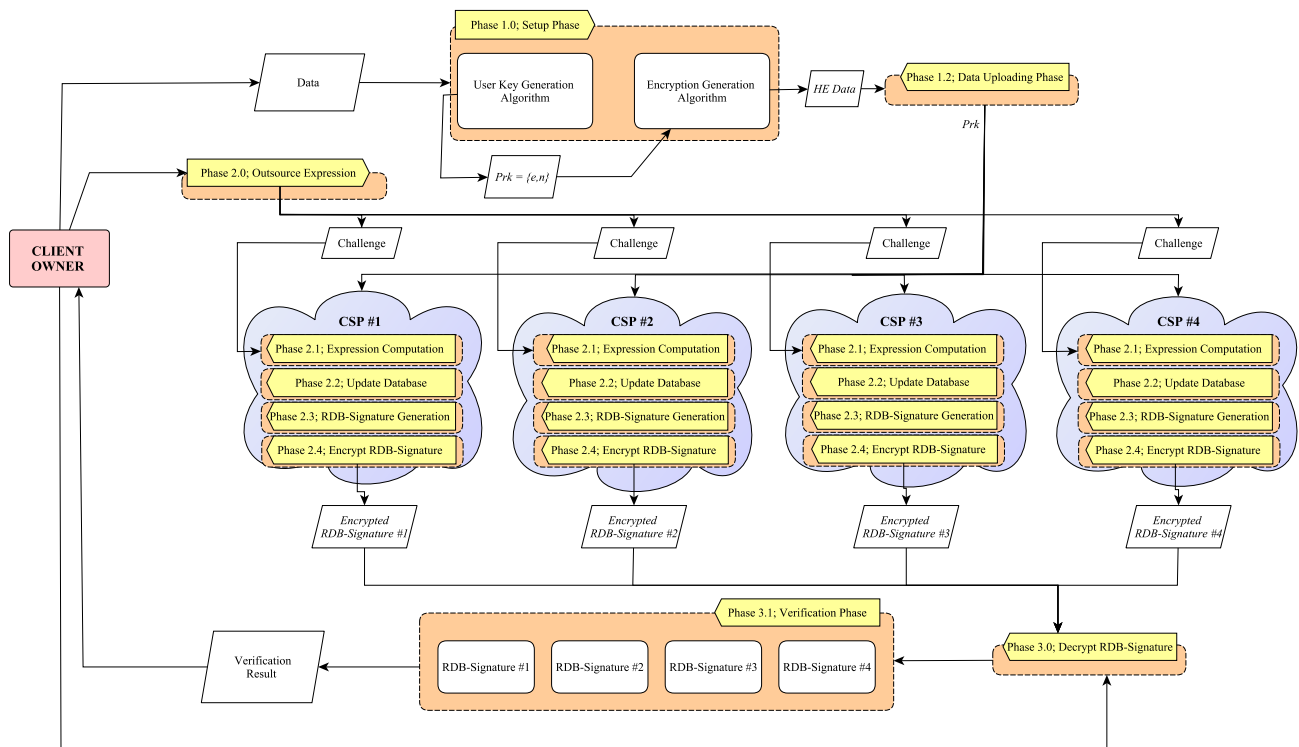 Phase 1.0; Setup Phase
Data
User Key Generation
Algorithm
Encryption Generation
Algorithm
HE Data
Phase 1.2; Data Uploading Phase
Prk
Prk = {e,n}
Phase 2.0; Outsource Expression
CLIENT
OWNER
Challenge
Challenge
Challenge
Challenge
CSP #1
Phase 2.1; Expression Computation
Phase 2.2; Update Database
Phase 2.3; RDB-Signature Generation
Phase 2.4; Encrypt RDB-Signature
CSP #2
Phase 2.1; Expression Computation
Phase 2.2; Update Database
Phase 2.3; RDB-Signature Generation
Phase 2.4; Encrypt RDB-Signature
CSP #3
Phase 2.1; Expression Computation
Phase 2.2; Update Database
Phase 2.3; RDB-Signature Generation
Phase 2.4; Encrypt RDB-Signature
CSP #4
Phase 2.1; Expression Computation
Phase 2.2; Update Database
Phase 2.3; RDB-Signature Generation
Phase 2.4; Encrypt RDB-Signature
Encrypted
RDB-Signature #1
Encrypted
RDB-Signature #2
Encrypted
RDB-Signature #3
Encrypted
RDB-Signature #4
Phase 3.0; Decrypt RDB-Signature
Phase 3.1; Verification Phase
RDB-Signature #1
RDB-Signature #2
RDB-Signature #3
RDB-Signature #4
Verification
Result